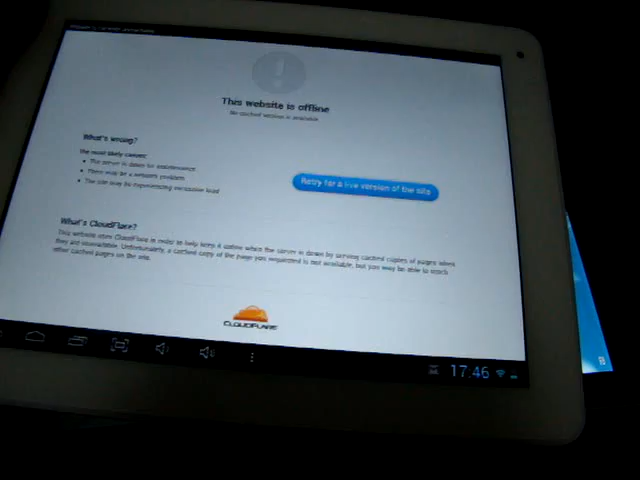 This website is offline
No cached version is available
What's wrong?
The most likely causes:
The server is down for maintenance
There may be a network problem
The site may be experiencing excessive load
Retry for a live version of the site
What's CloudFlare?
This website uses CloudFlare in order to help keep it online when the server is down by serving cached copies of pages when
they are unavailable. Unfortunately, a cached copy of the page you requested is not available, but you may be able to reach
other cached pages on the site.
CLOUDFLARE
17.46